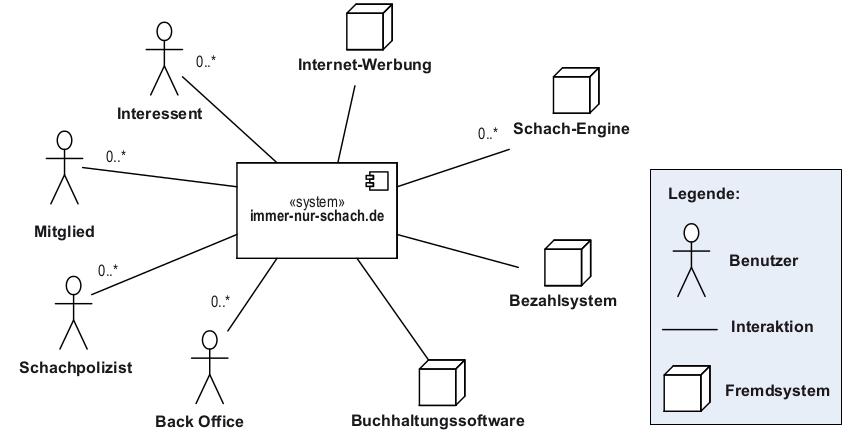 0..*
Interessent
Internet-Werbung
0..*
Schach-Engine
0..*
Mitglied
«system»
immer-nur-schach.de
0..*
Schachpolizist
0..*
Back Office
Buchhaltungssoftware
Bezahlsystem
Legende:
Benutzer
Interaktion
Fremdsystem